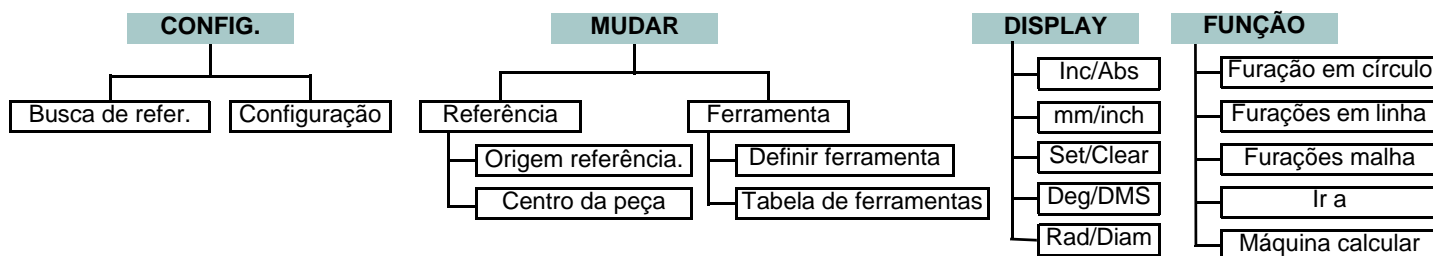 CONFIG.
Busca de refer.
Configuração
MUDAR
Referência
Origem referência.
Centro da peça
Ferramenta
Definir ferramenta
Tabela de ferramentas
DISPLAY
Inc/Abs
mm/inch
Set/Clear
Deg/DMS
Rad/Diam
FUNÇÃO
Furação em círculo
Furações em linha
Furações malha
Ir a
Máquina calcular